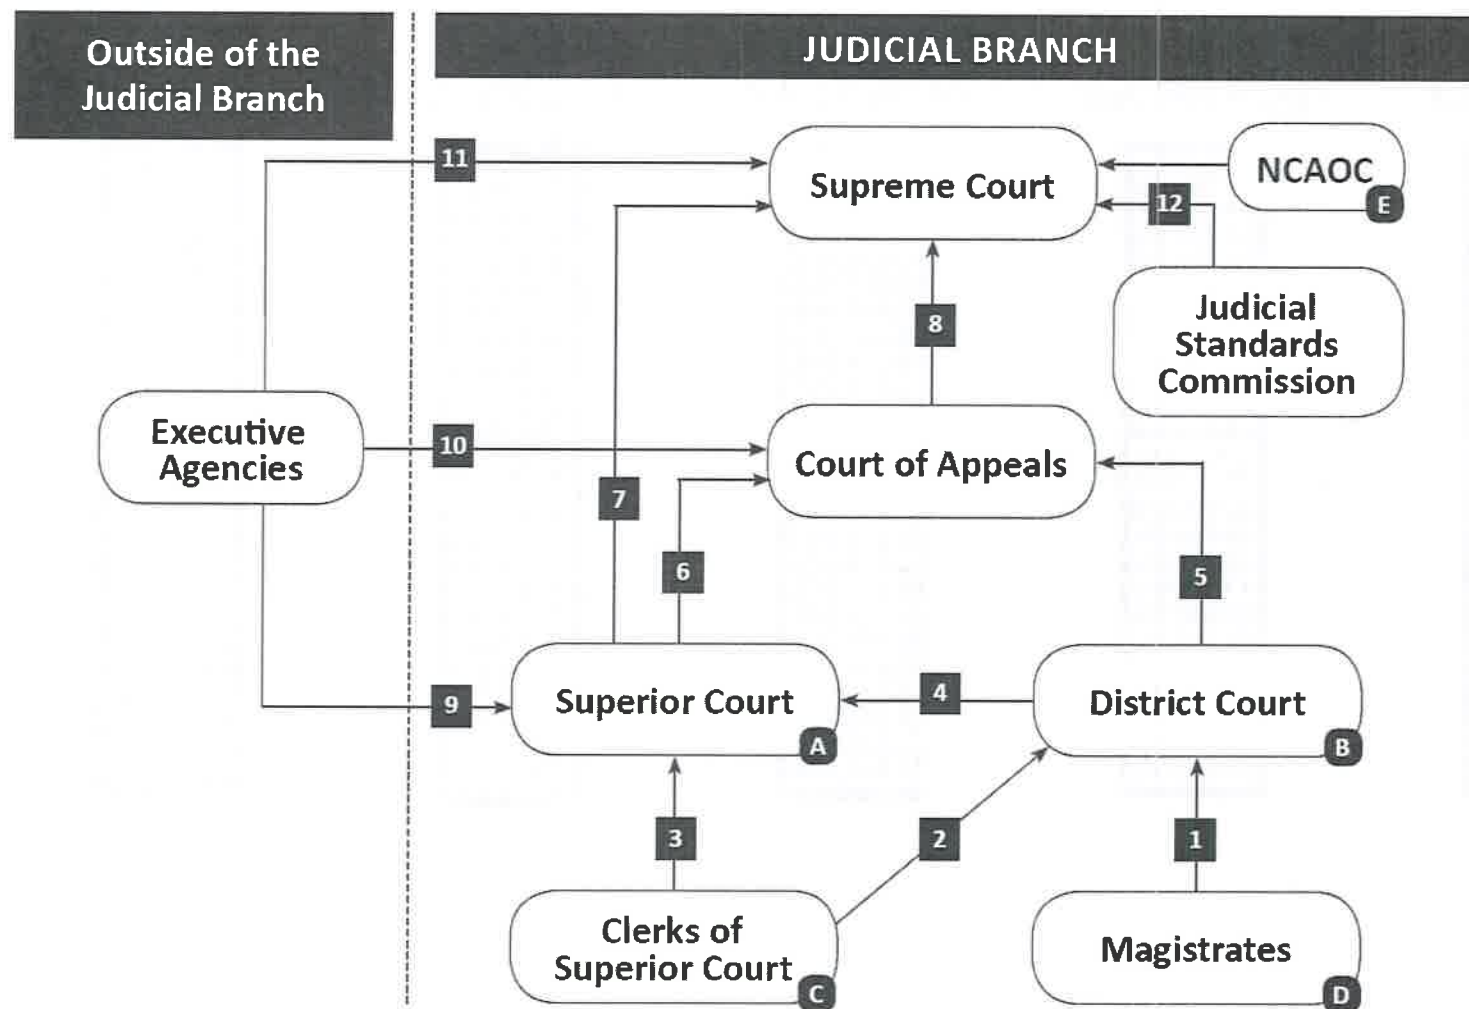 Outside of the
Judicial Branch
JUDICIAL BRANCH
11
Supreme Court
NCAOC
E
12
8
Judicial
Standards
Commission
Executive
Agencies
10
7
Court of Appeals
6
5
9
Superior Court
A
4
District Court
B
3
2
1
Clerks of
Superior Court
C
Magistrates
D